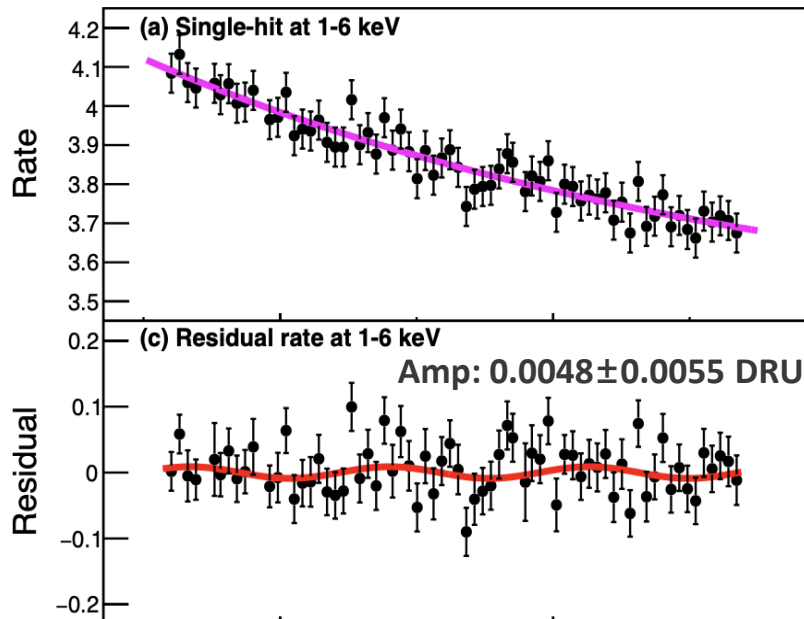 (a) Single-hit at 1-6 keV
Rate
4.2
4.1
4
3.9
3.8
3.7
3.6
3.5
(c) Residual rate at 1-6 keV
Amp: 0.0048±0.0055 DRU
Residual
0.2
0.1
0
−0.1
−0.2